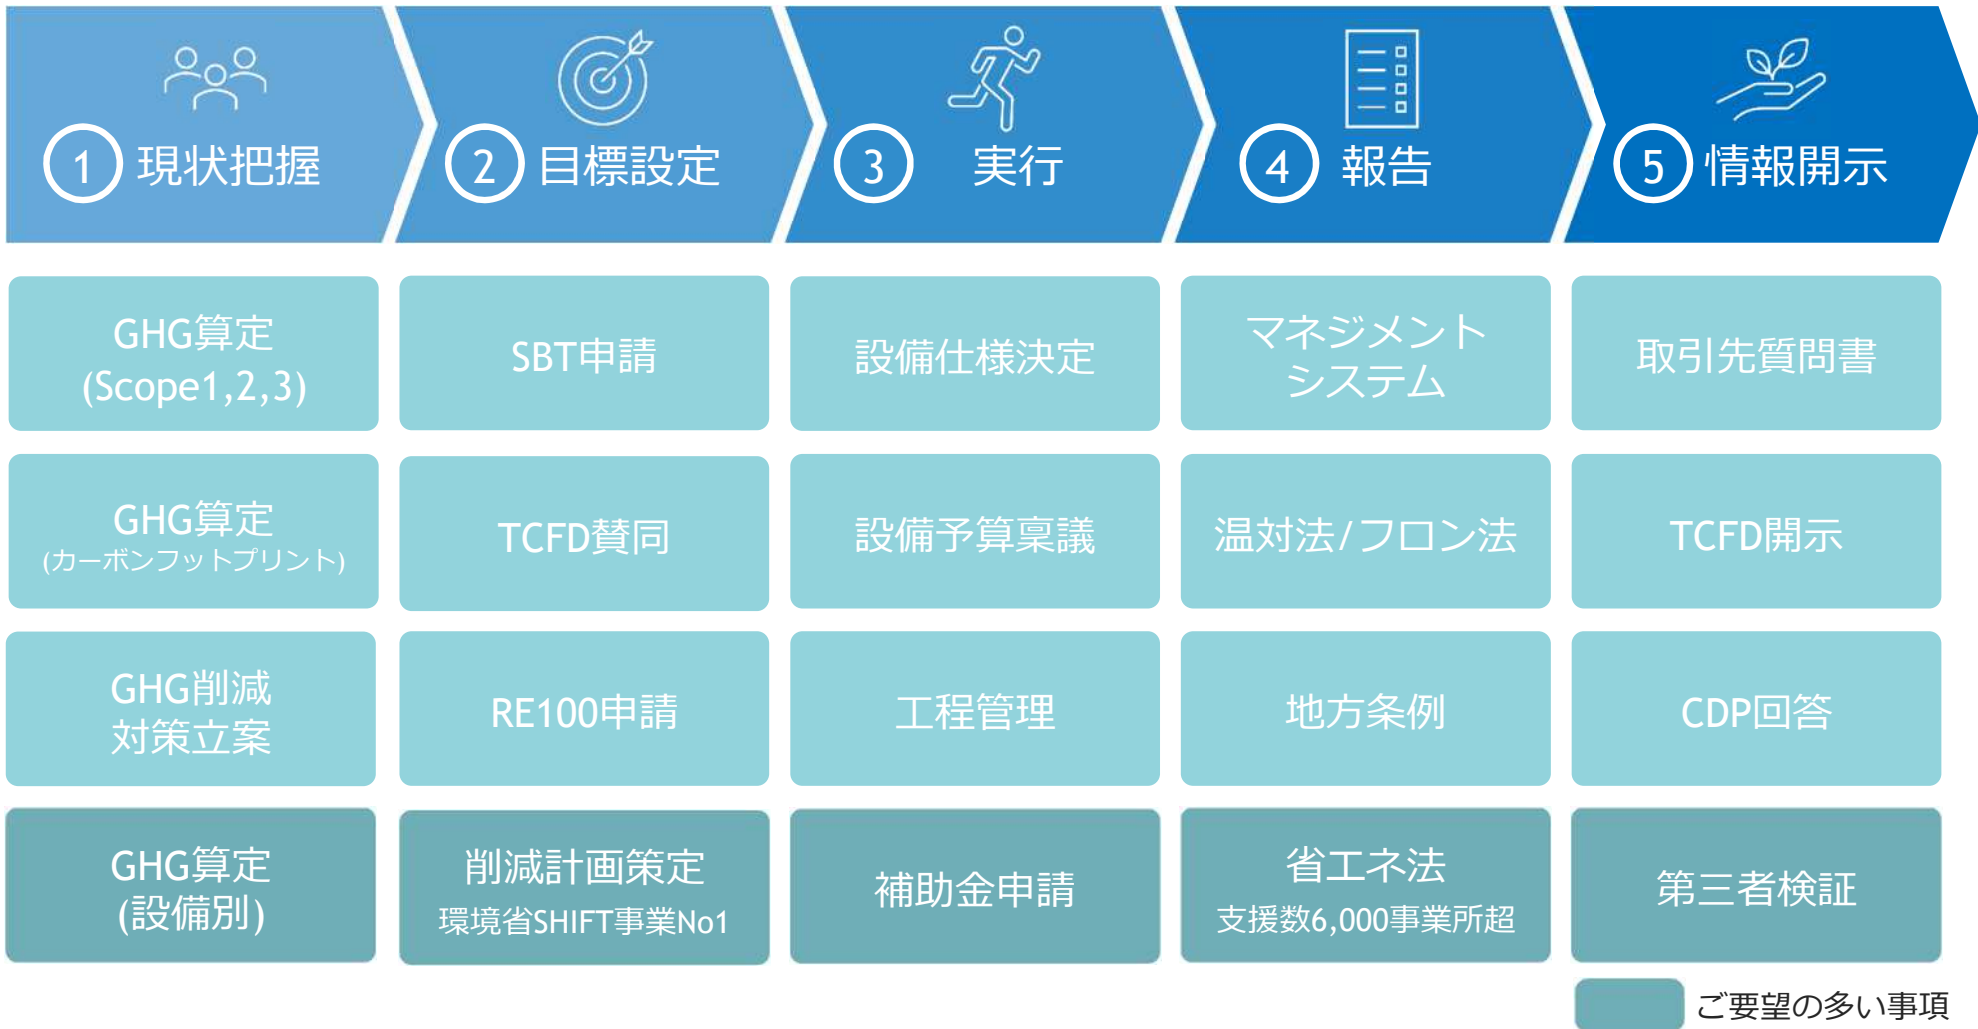 1 現状把握
2 目標設定
3 実行
4 報告
5 情報開示
GHG算定
(Scope1,2,3)
SBT申請
設備仕様決定
マネジメント
システム
取引先質問書
GHG算定
(カーボンフットプリント)
TCFD賛同
設備予算稟議
温対法/フロン法
TCFD開示
GHG削減
対策立案
RE100申請
工程管理
地方条例
CDP回答
GHG算定
(設備別)
削減計画策定
環境省SHIFT事業No1
補助金申請
省エネ法
支援数6,000事業所超
第三者検証
ご要望の多い事項